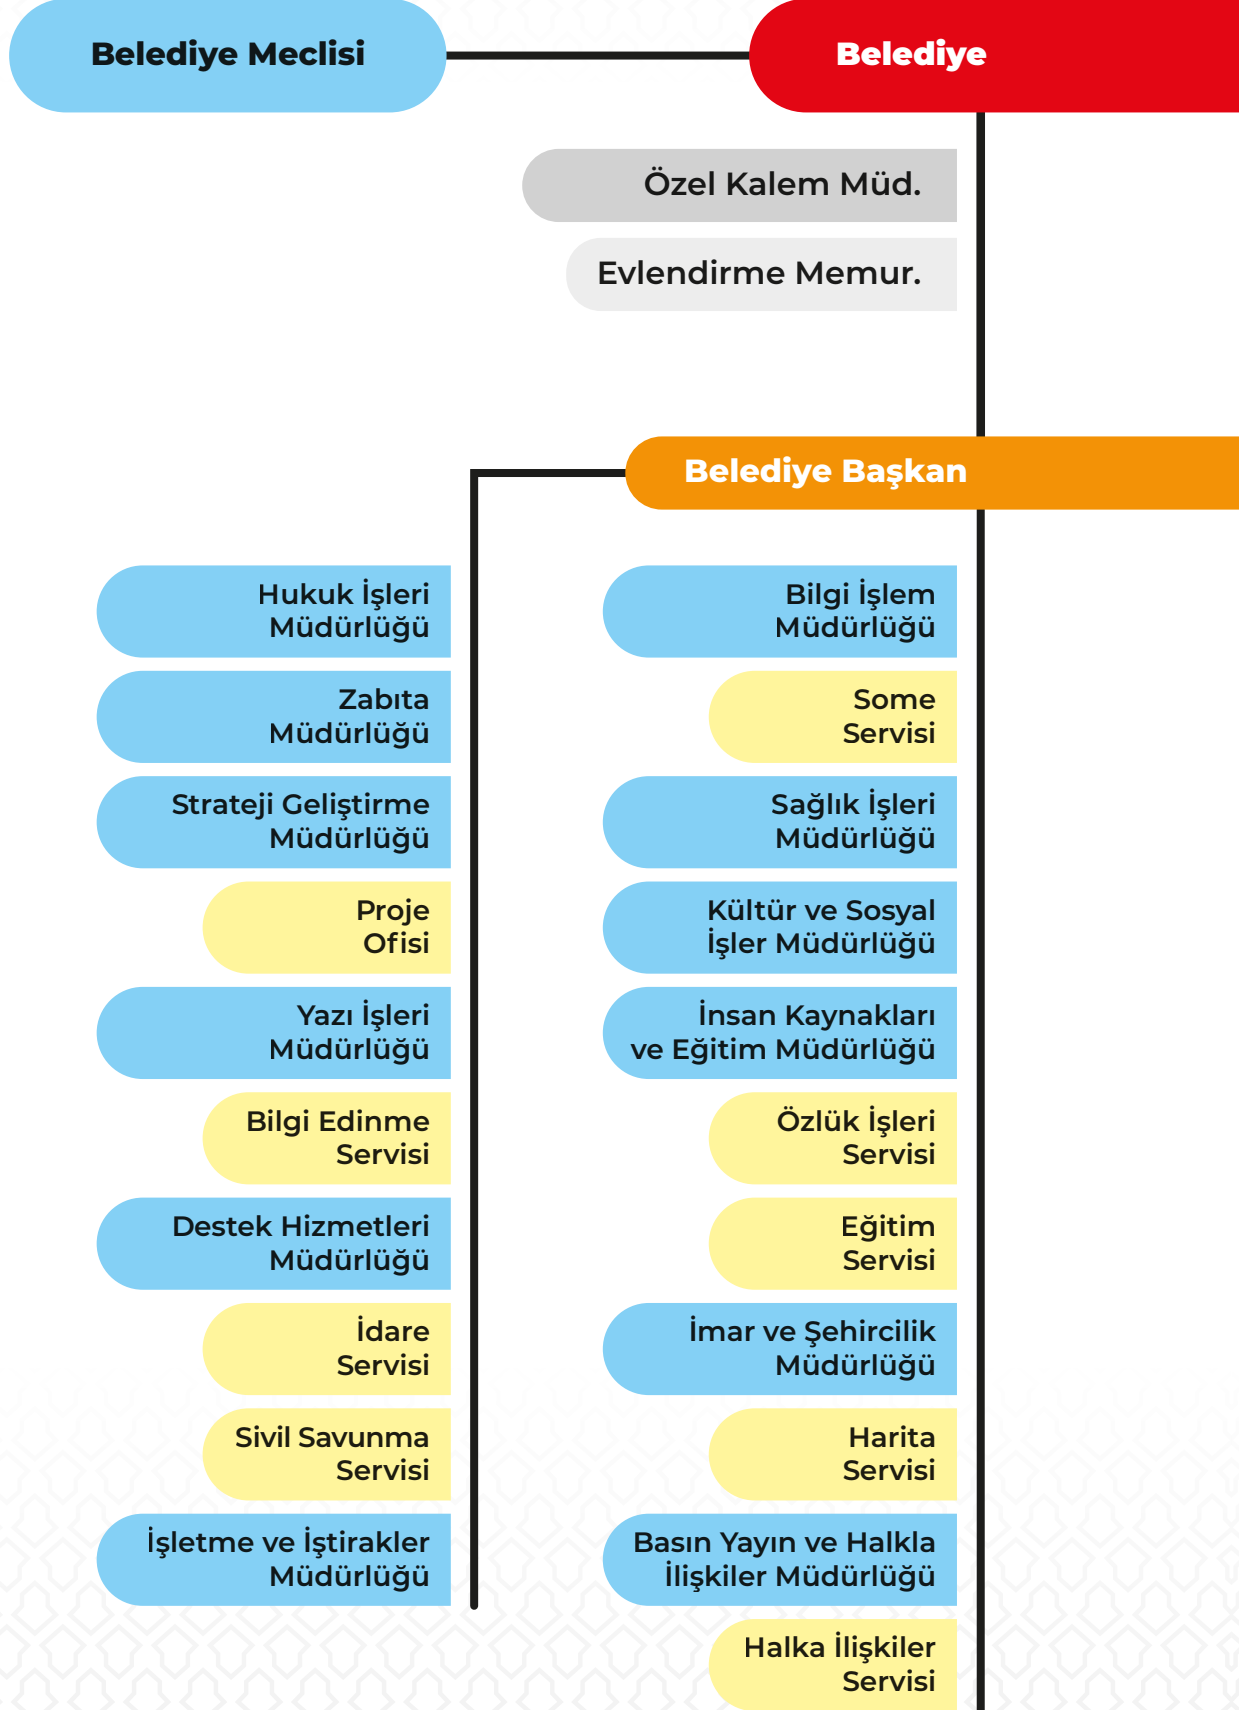 Belediye Meclisi
Belediye
Özel Kalem Müd.
Evlendirme Memur.
Belediye Başkan
Hukuk İşleri
Müdürlüğü
Zabıta
Müdürlüğü
Strateji Geliştirme
Müdürlüğü
Proje
Ofisi
Yazı İşleri
Müdürlüğü
Bilgi Edinme
Servisi
Destek Hizmetleri
Müdürlüğü
İdare
Servisi
Sivil Savunma
Servisi
İşletme ve İştirakler
Müdürlüğü
Bilgi İşlem
Müdürlüğü
Some
Servisi
Sağlık İşleri
Müdürlüğü
Kültür ve Sosyal
İşler Müdürlüğü
İnsan Kaynakları
ve Eğitim Müdürlüğü
Özlük İşleri
Servisi
Eğitim
Servisi
İmar ve Şehircilik
Müdürlüğü
Harita
Servisi
Basın Yayın ve Halkla
İlişkiler Müdürlüğü
Halka İlişkiler
Servisi